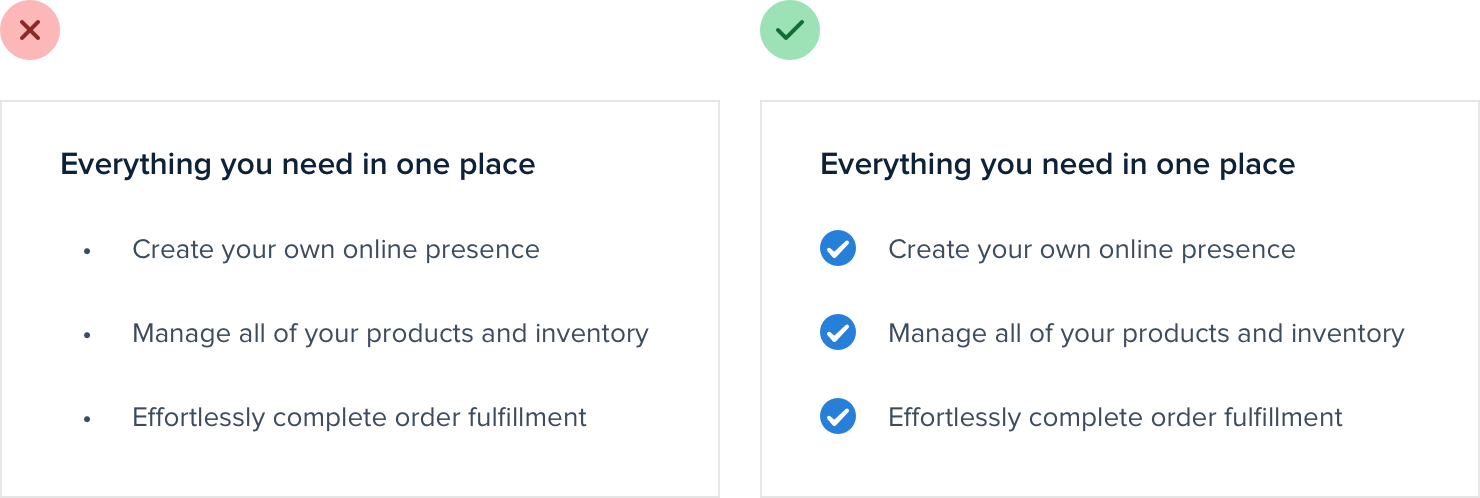 Everything you need in one place
• Create your own online presence
• Manage all of your products and inventory
• Effortlessly complete order fulfillment
Everything you need in one place
Create your own online presence
Manage all of your products and inventory
Effortlessly complete order fulfillment